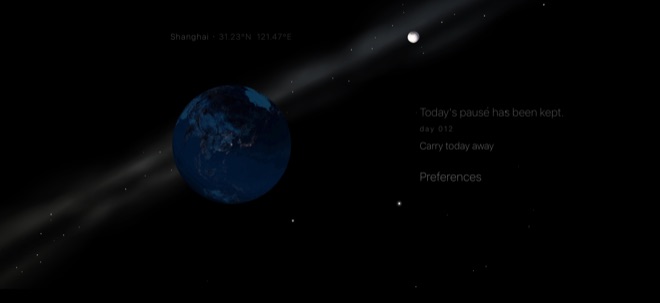 Shanghai · 31.23°N 121.47°E
Today's pause has been kept.
day 012
Carry today away
Preferences